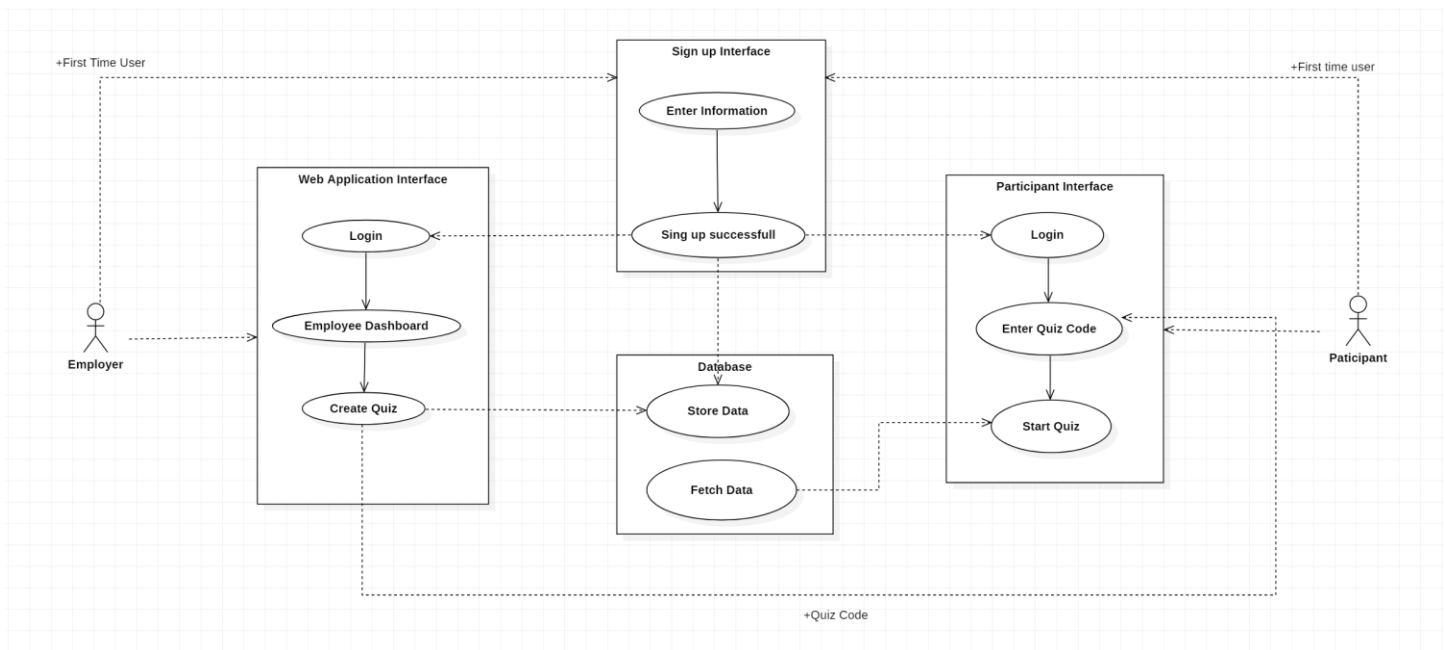 Sign up Interface
+First Time User
+First time user
Enter Information
Web Application Interface
Participant Interface
Login
Sing up successfull
Login
Employee Dashboard
Enter Quiz Code
Employer
Paticipant
Database
Create Quiz
Store Data
Start Quiz
Fetch Data
+Quiz Code